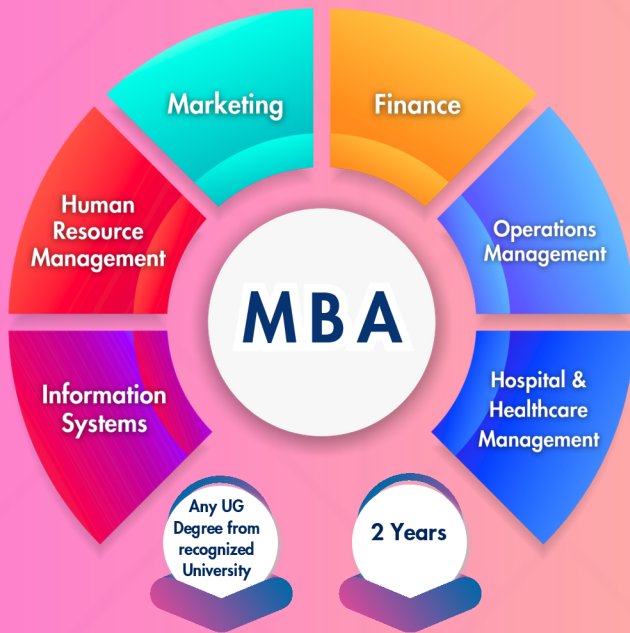 Marketing
Finance
Human
Resource
Management
Operations
Management
MBA
Information
Systems
Hospital &
Healthcare
Management
Any UG
Degree from
recognized
University
2 Years